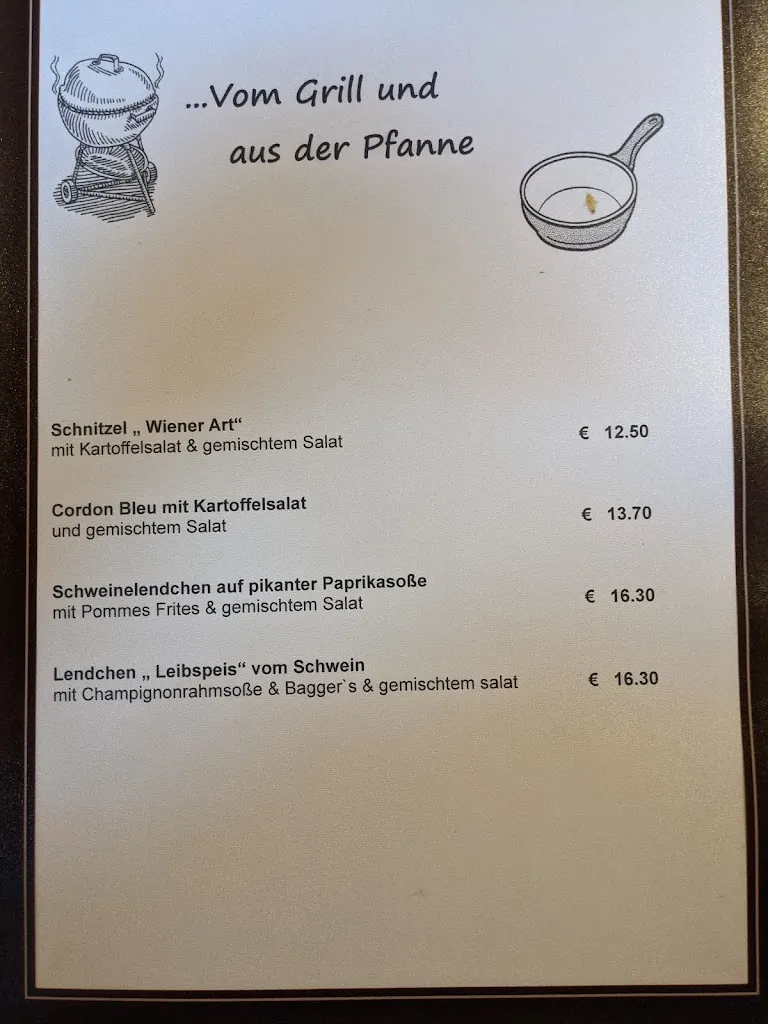 ...Vom Grill und
aus der Pfanne
Schnitzel „ Wiener Art“
mit Kartoffelsalat & gemischtem Salat
€ 12.50
Cordon Bleu mit Kartoffelsalat
und gemischtem Salat
€ 13.70
Schweinelendchen auf pikanter Paprikasoße
mit Pommes Frites & gemischtem Salat
€ 16.30
Lendchen „ Leibspeis“ vom Schwein
mit Champignonrahmsoße & Bagger`s & gemischtem salat
€ 16.30